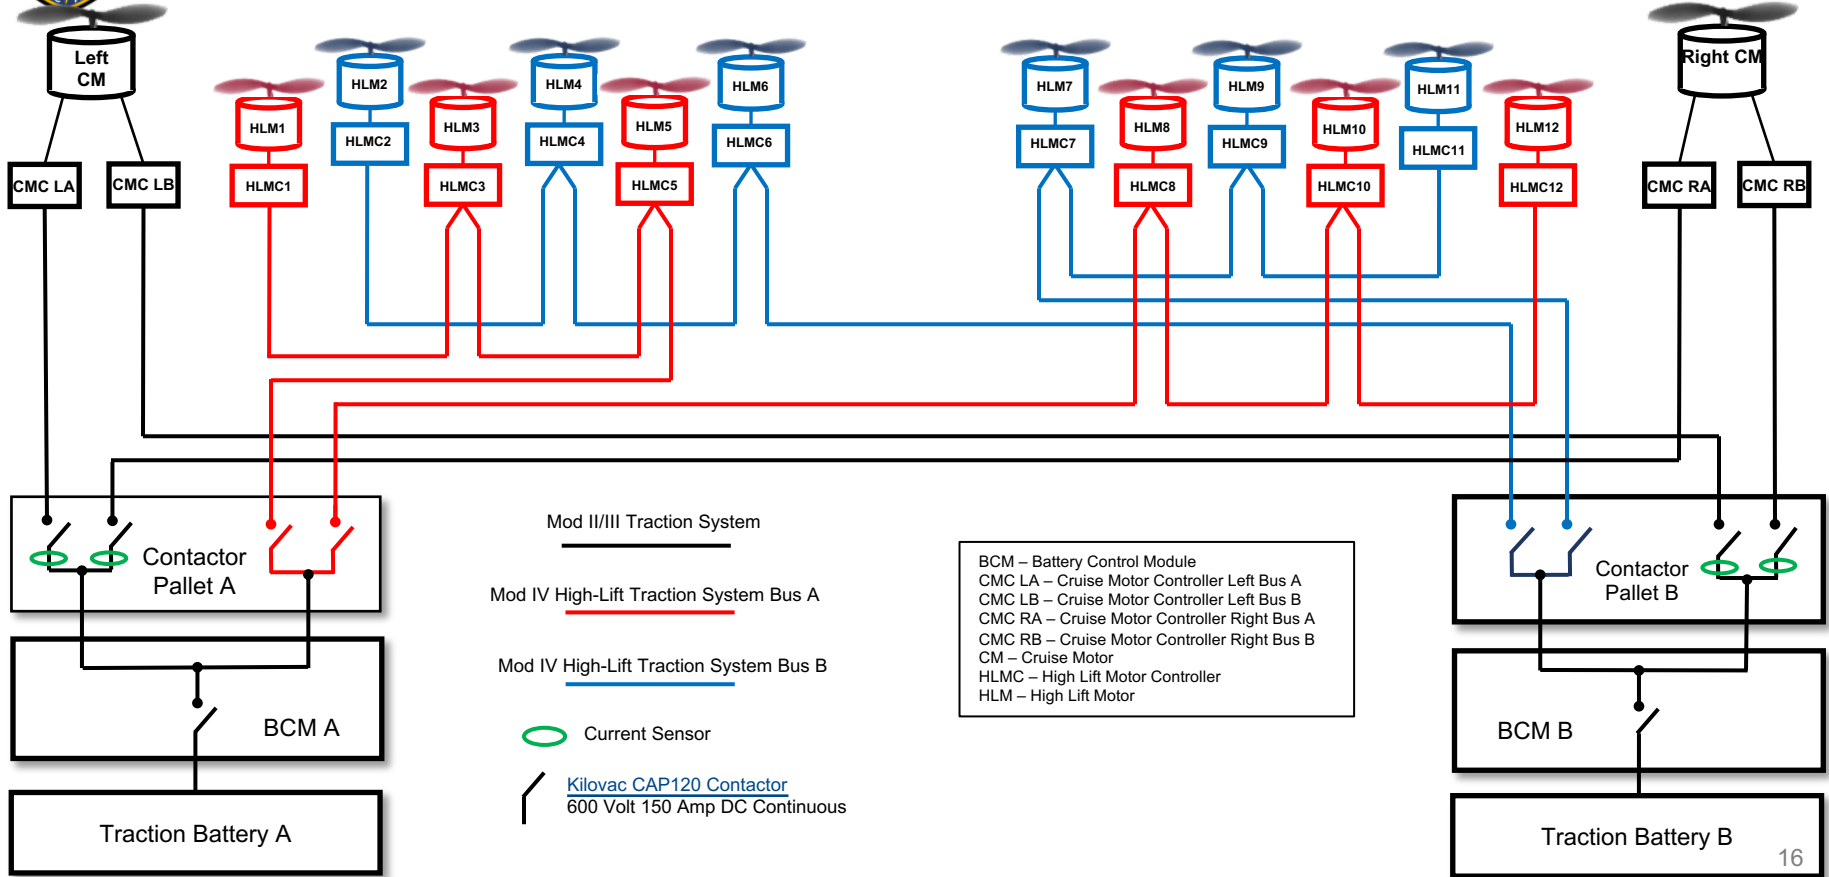 Left
CM
Right CM
HLM1
HLM2
HLM3
HLM4
HLM5
HLM6
HLM7
HLM8
HLM9
HLM10
HLM11
HLM12
HLMC1
HLMC2
HLMC3
HLMC4
HLMC5
HLMC6
HLMC7
HLMC8
HLMC9
HLMC10
HLMC11
HLMC12
CMC LA
CMC LB
CMC RA
CMC RB
Contactor
Pallet A
BCM A
Traction Battery A
Mod II/III Traction System
Mod IV High-Lift Traction System Bus A
Mod IV High-Lift Traction System Bus B
Current Sensor
Kilovac CAP120 Contactor
600 Volt 150 Amp DC Continuous
BCM – Battery Control Module
CMC LA – Cruise Motor Controller Left Bus A
CMC LB – Cruise Motor Controller Left Bus B
CMC RA – Cruise Motor Controller Right Bus A
CMC RB – Cruise Motor Controller Right Bus B
CM – Cruise Motor
HLMC – High Lift Motor Controller
HLM – High Lift Motor
Contactor
Pallet B
BCM B
Traction Battery B
16